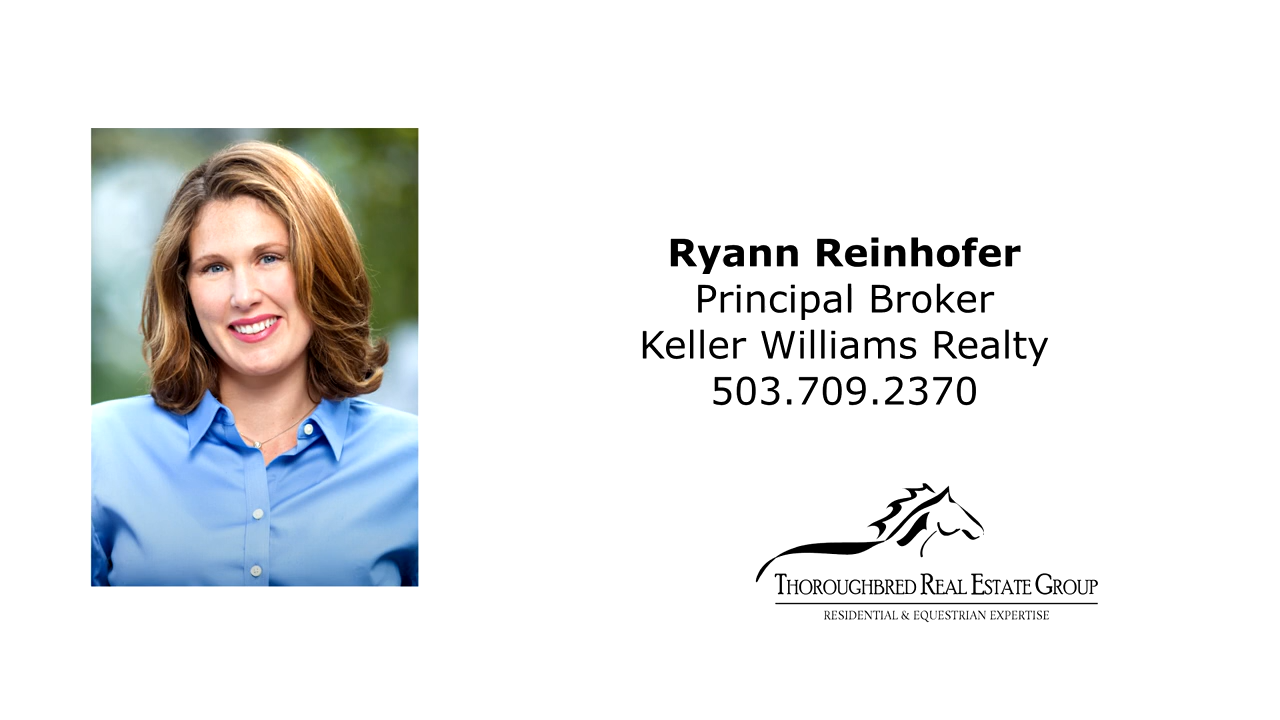 Ryann Reinhofer
Principal Broker
Keller Williams Realty
503.709.2370
THOROUGHBRED REAL ESTATE GROUP
RESIDENTIAL & EQUESTRIAN EXPERTISE